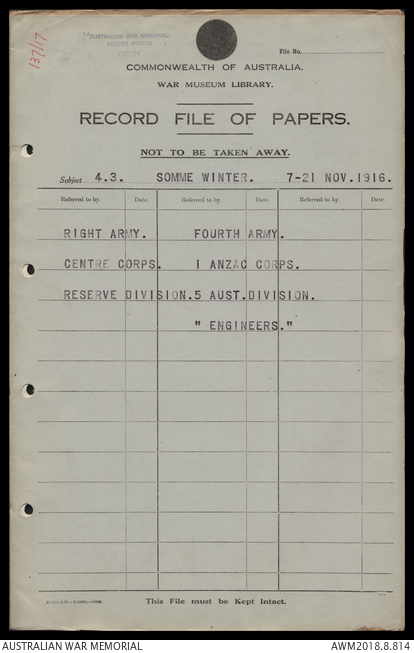 137/17
AUSTRALIAN WAR MEMORIAL
ACCESS STATUS
OPEN
File No.
COMMONWEALTH OF AUSTRALIA.
WAR MUSEUM LIBRARY.
RECORD FILE OF PAPERS.
NOT TO BE TAKEN AWAY.
Subject 4.3. SOMME WINTER. 7-21 NOV.1916.
Referred to by. Date. Referred to by. Date. Referred to by. Date.
RIGHT ARMY. FOURTH ARMY.
CENTRE CORPS. I ANZAC CORPS.
RESERVE DIVISION. 5 AUST.DIVISION.
" ENGINEERS."
This File must be Kept Intact.
AUSTRALIAN WAR MEMORIAL AWM2018.8.814